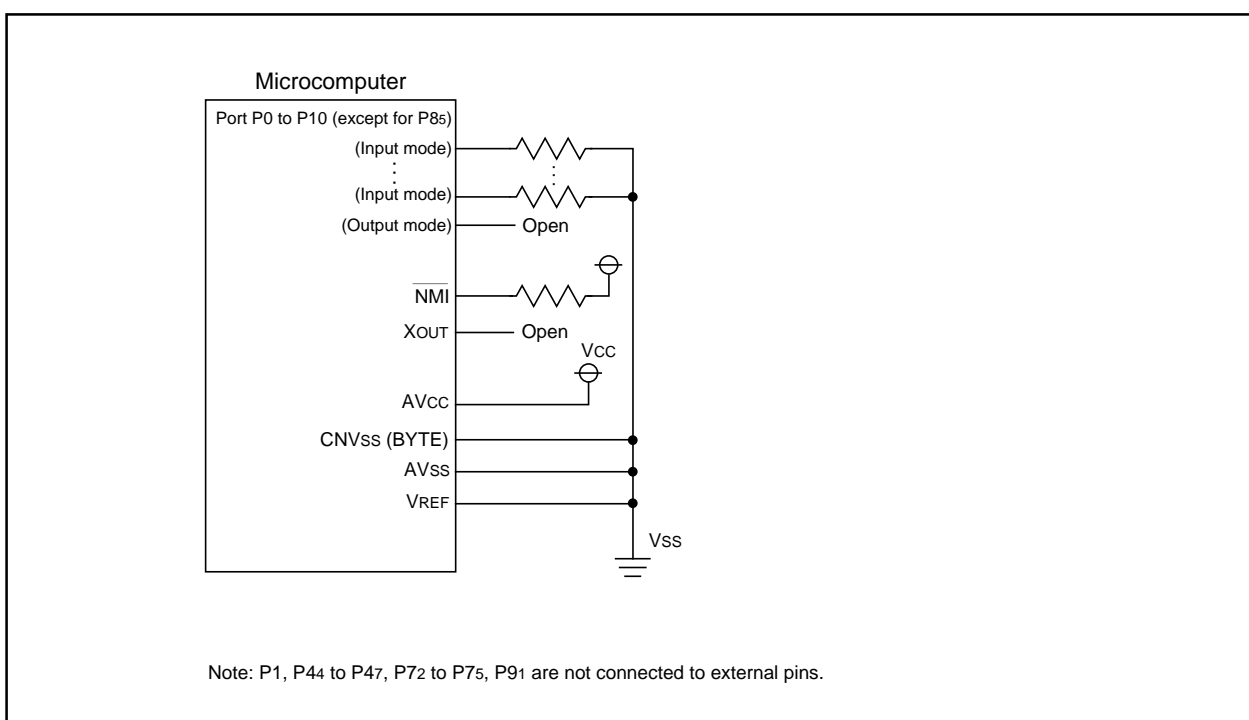 Microcomputer
Port P0 to P10 (except for P85)
(Input mode)
(Input mode)
(Output mode)
Open
NMI
XOUT
Open
VCC
AVCC
CNVSS (BYTE)
AVSS
VREF
VSS
Note: P1, P44 to P47, P72 to P75, P91 are not connected to external pins.